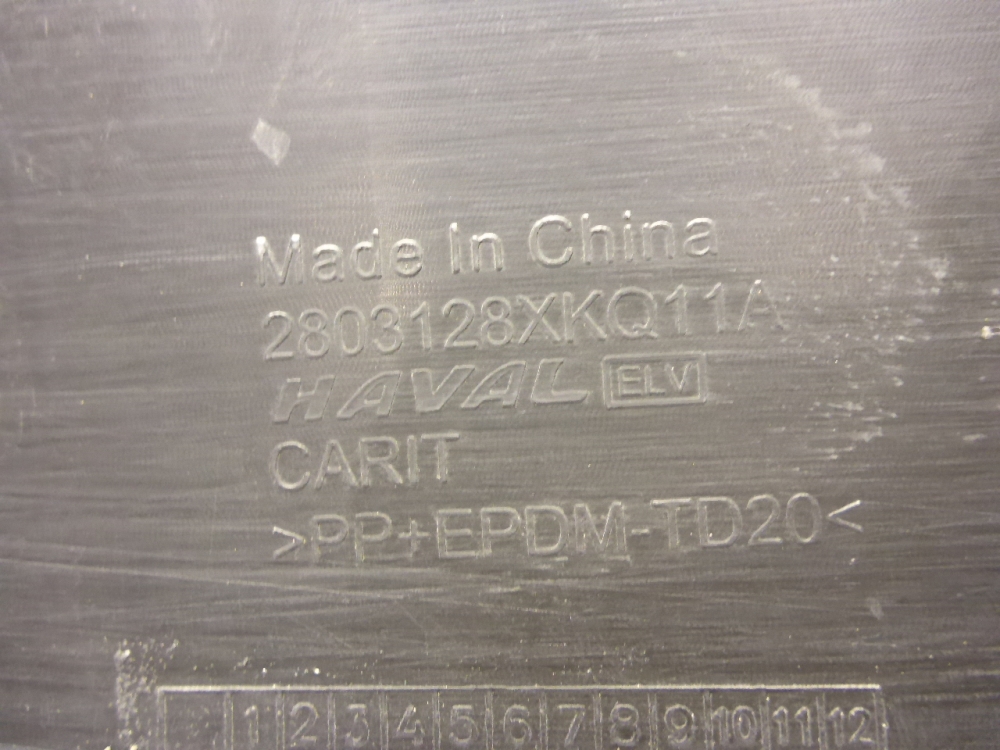 Made In China
2803128XKQ11A
HAVAL ELV
CARIT
>PP+EPDM-TD20<
1 2 3 4 5 6 7 8 9 10 11 12